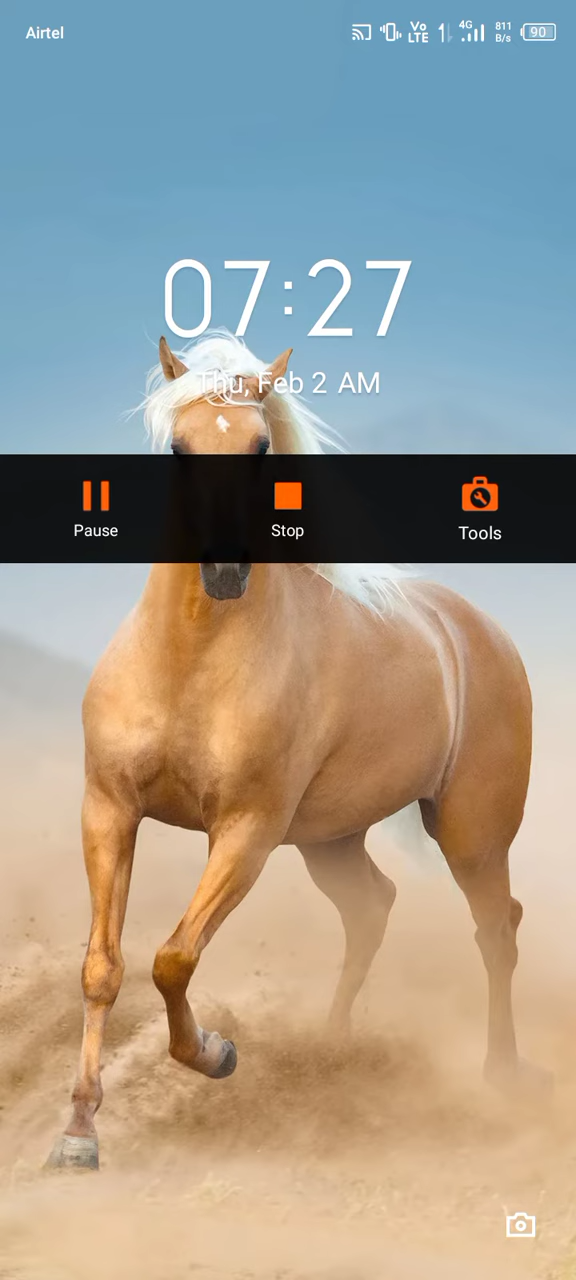 Airtel
Vo LTE
4G
811 B/s
90
07:27
Thu, Feb 2 AM
Pause
Stop
Tools